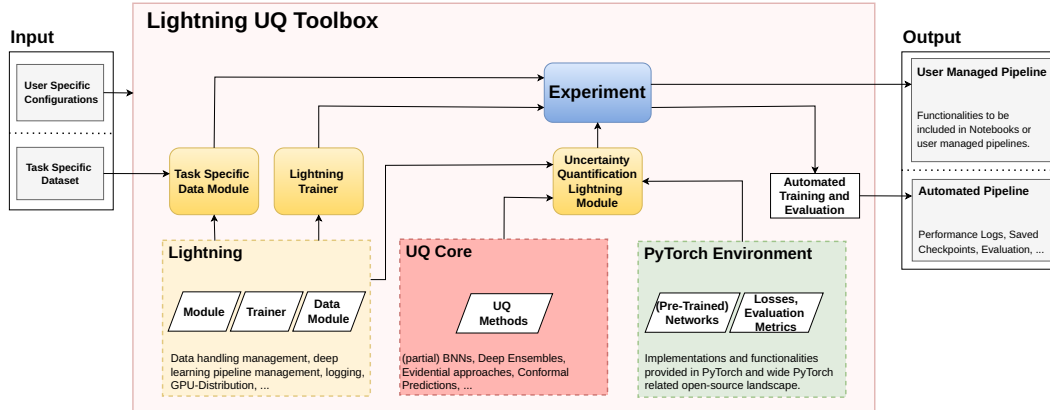 Lightning UQ Toolbox
Input
User Specific
Configurations
Task Specific
Dataset
Experiment
Task Specific
Data Module
Lightning
Trainer
Uncertainty
Quantification
Lightning
Module
Automated
Training and
Evaluation
Lightning
Module
Trainer
Data
Module
Data handling management, deep
learning pipeline management, logging,
GPU-Distribution, ...
UQ Core
UQ
Methods
(partial) BNNs, Deep Ensembles,
Evidential approaches, Conformal
Predictions, ...
PyTorch Environment
(Pre-Trained)
Networks
Losses,
Evaluation
Metrics
Implementations and functionalities
provided in PyTorch and wide PyTorch
related open-source landscape.
Output
User Managed Pipeline
Functionalities to be
included in Notebooks or
user managed pipelines.
Automated Pipeline
Performance Logs, Saved
Checkpoints, Evaluation, ...